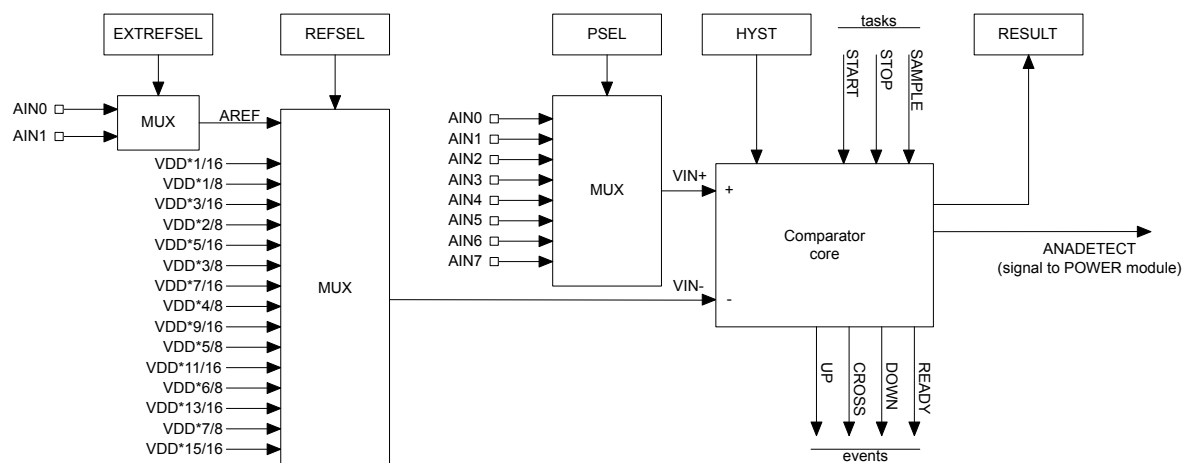 EXTREFSEL
REFSEL
PSEL
HYST
tasks
RESULT
START
STOP
SAMPLE
AIN0
AIN1
MUX
AREF
VDD*1/16
VDD*1/8
VDD*3/16
VDD*2/8
VDD*5/16
VDD*3/8
VDD*7/16
VDD*4/8
VDD*9/16
VDD*5/8
VDD*11/16
VDD*6/8
VDD*13/16
VDD*7/8
VDD*15/16
MUX
AIN0
AIN1
AIN2
AIN3
AIN4
AIN5
AIN6
AIN7
MUX
VIN+
VIN-
+
-
Comparator
core
ANADETECT
(signal to POWER module)
UP
CROSS
DOWN
READY
events